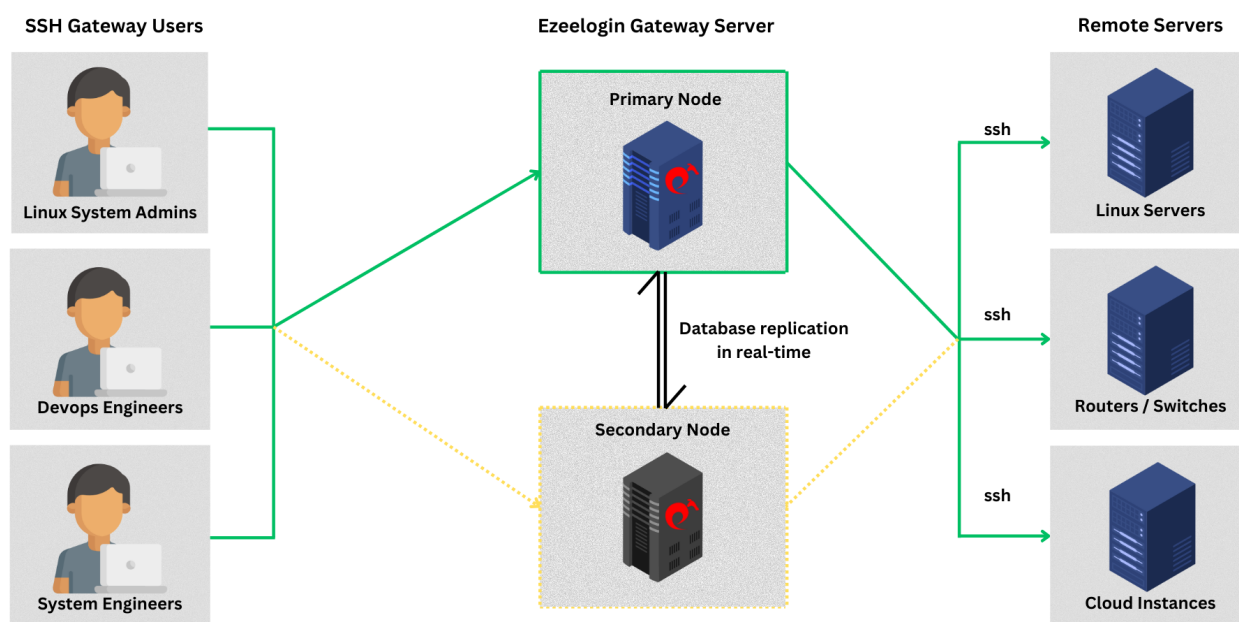 SSH Gateway Users
Ezeelogin Gateway Server
Remote Servers
Linux System Admins
Devops Engineers
System Engineers
Primary Node
Database replication
in real-time
Secondary Node
ssh
Linux Servers
ssh
Routers / Switches
ssh
Cloud Instances